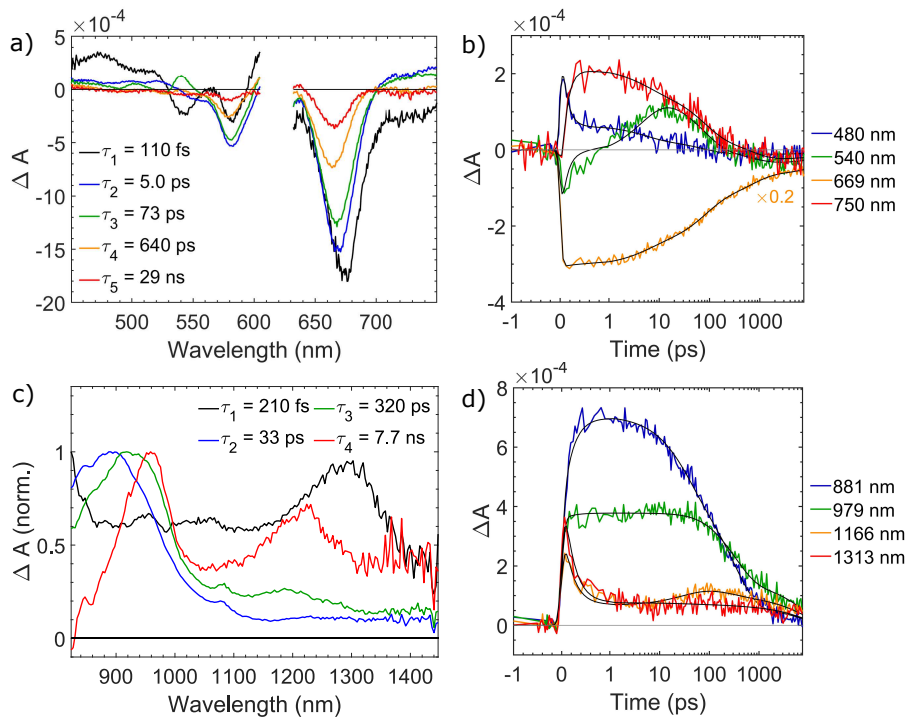 a)
×10⁻⁴
5
0
-5
-10
-15
-20
Δ A
τ₁ = 110 fs
τ₂ = 5.0 ps
τ₃ = 73 ps
τ₄ = 640 ps
τ₅ = 29 ns
500 550 600 650 700
Wavelength (nm)
b)
×10⁻⁴
4
2
0
-2
-4
ΔA
×0.2
-1 0 1 10 100 1000
Time (ps)
480 nm
540 nm
669 nm
750 nm
c)
1
0.5
0
Δ A (norm.)
τ₁ = 210 fs
τ₂ = 33 ps
τ₃ = 320 ps
τ₄ = 7.7 ns
900 1000 1100 1200 1300 1400
Wavelength (nm)
d)
×10⁻⁴
8
6
4
2
0
ΔA
-1 0 1 10 100 1000
Time (ps)
881 nm
979 nm
1166 nm
1313 nm